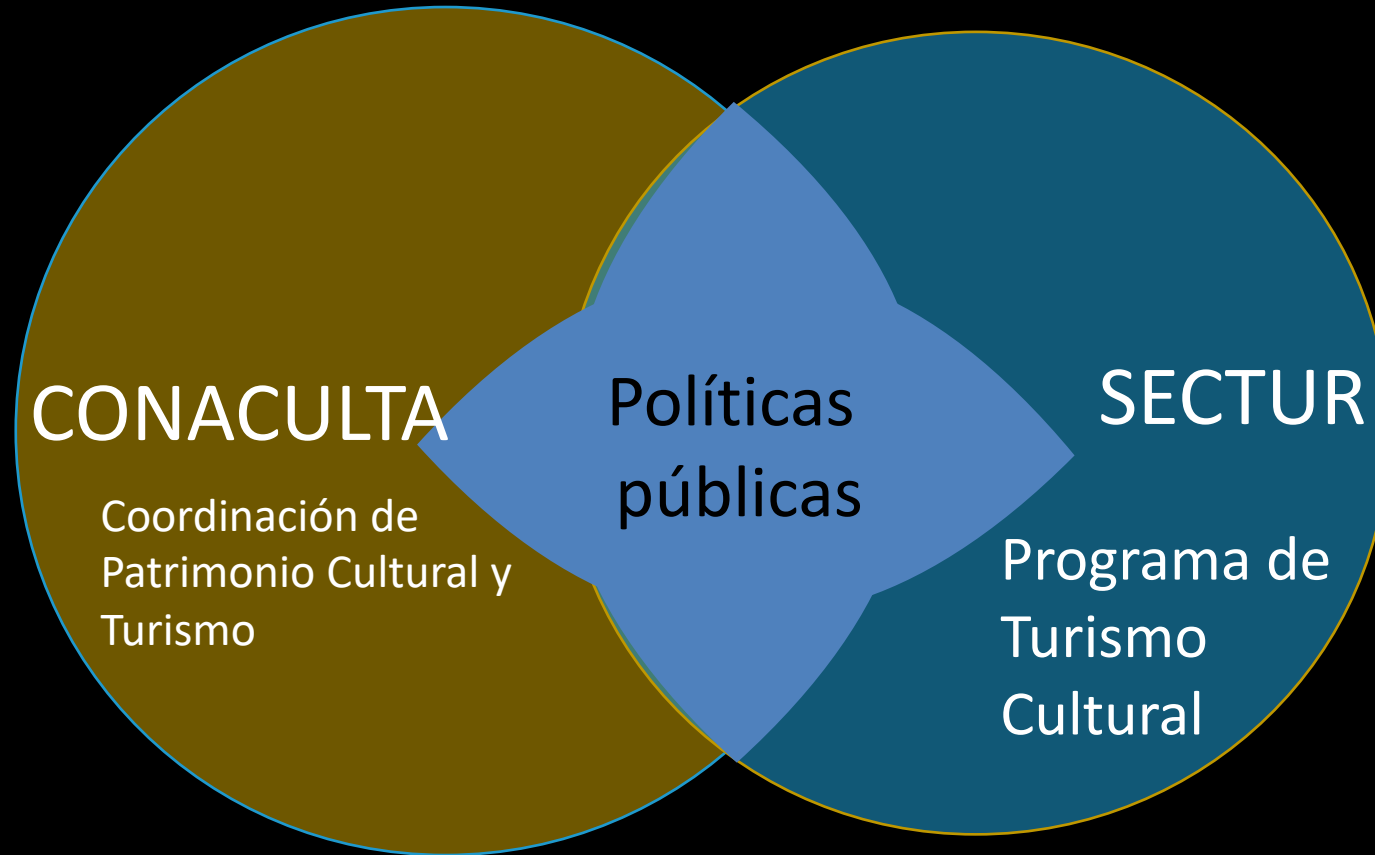 CONACULTA
Coordinación de
Patrimonio Cultural y
Turismo
Políticas
públicas
SECTUR
Programa de
Turismo
Cultural